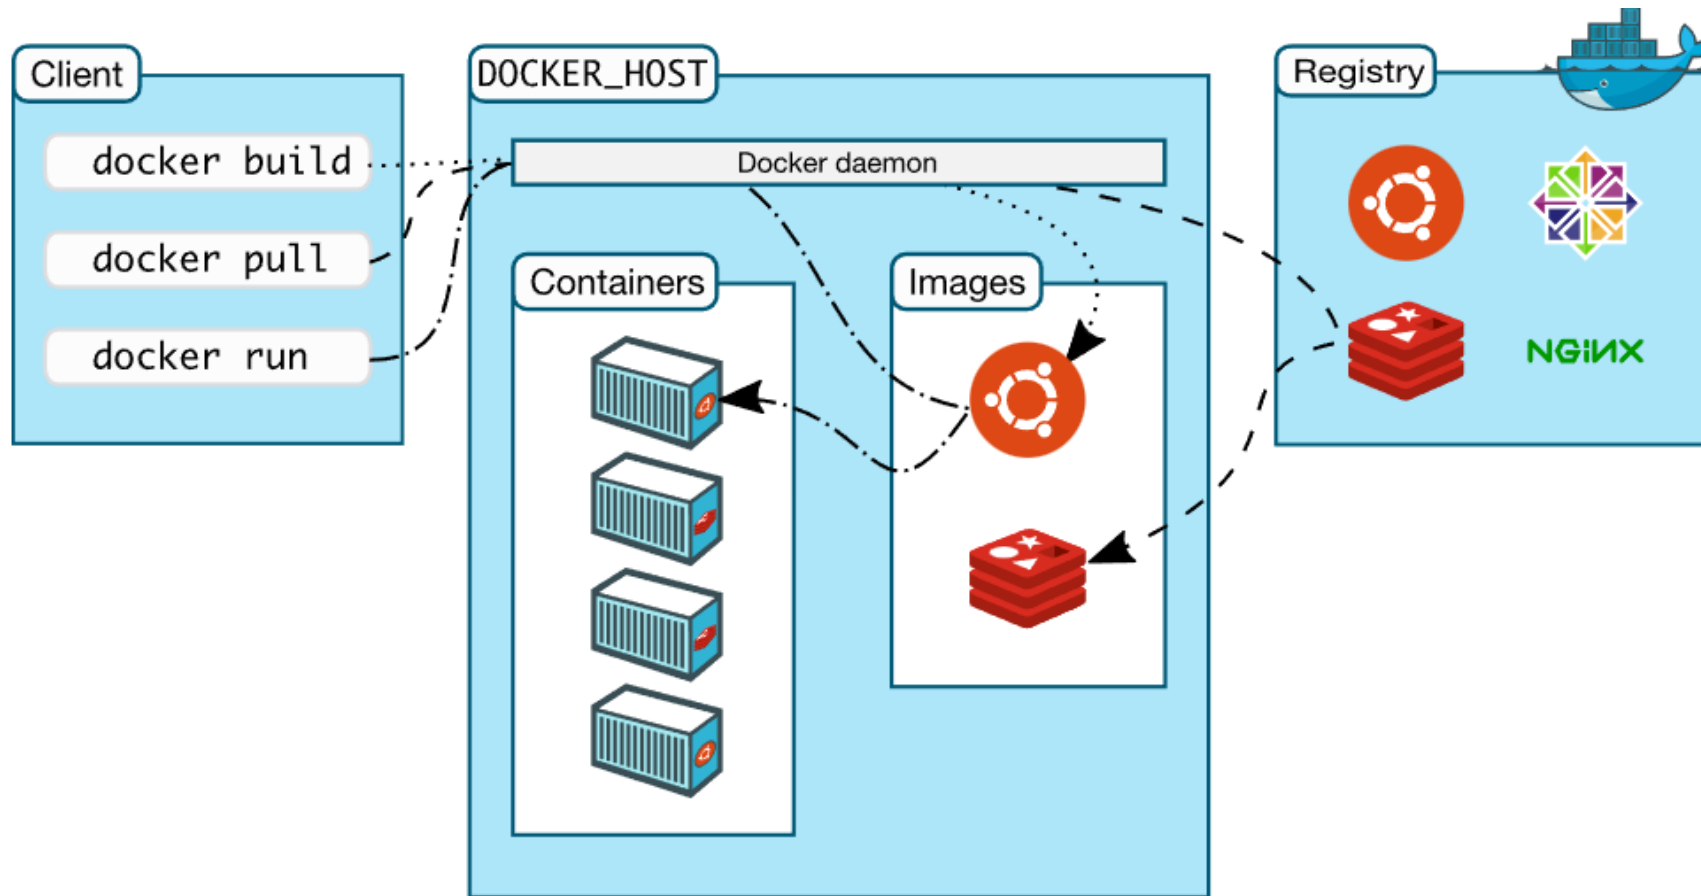 Client
docker build
docker pull
docker run
DOCKER_HOST
Docker daemon
Containers
Images
Registry
NGiNX